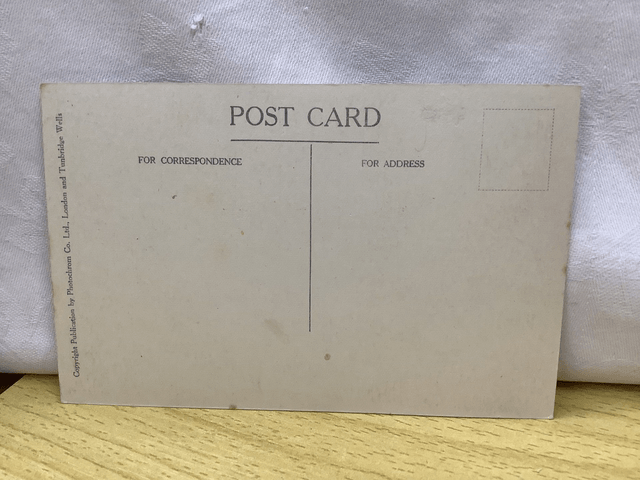 POST CARD
FOR CORRESPONDENCE
FOR ADDRESS
Copyright Publication by Photochrom Co. Ltd., London and Tunbridge Wells